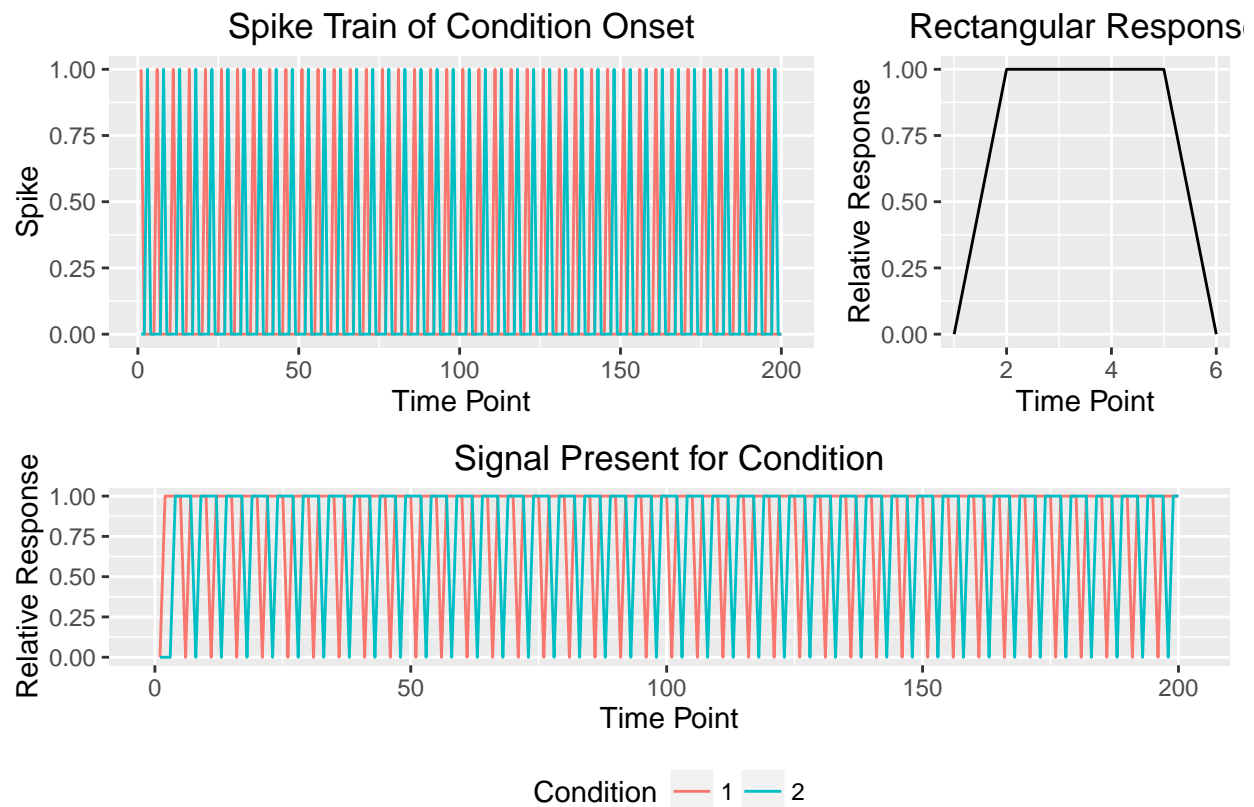 Spike Train of Condition Onset
1.00
0.75
0.50
0.25
0.00
Spike
0 50 100 150 200
Time Point
Rectangular Response
1.00
0.75
0.50
0.25
0.00
Relative Response
2 4 6
Time Point
Signal Present for Condition
1.00
0.75
0.50
0.25
0.00
Relative Response
0 50 100 150 200
Time Point
Condition 1 2